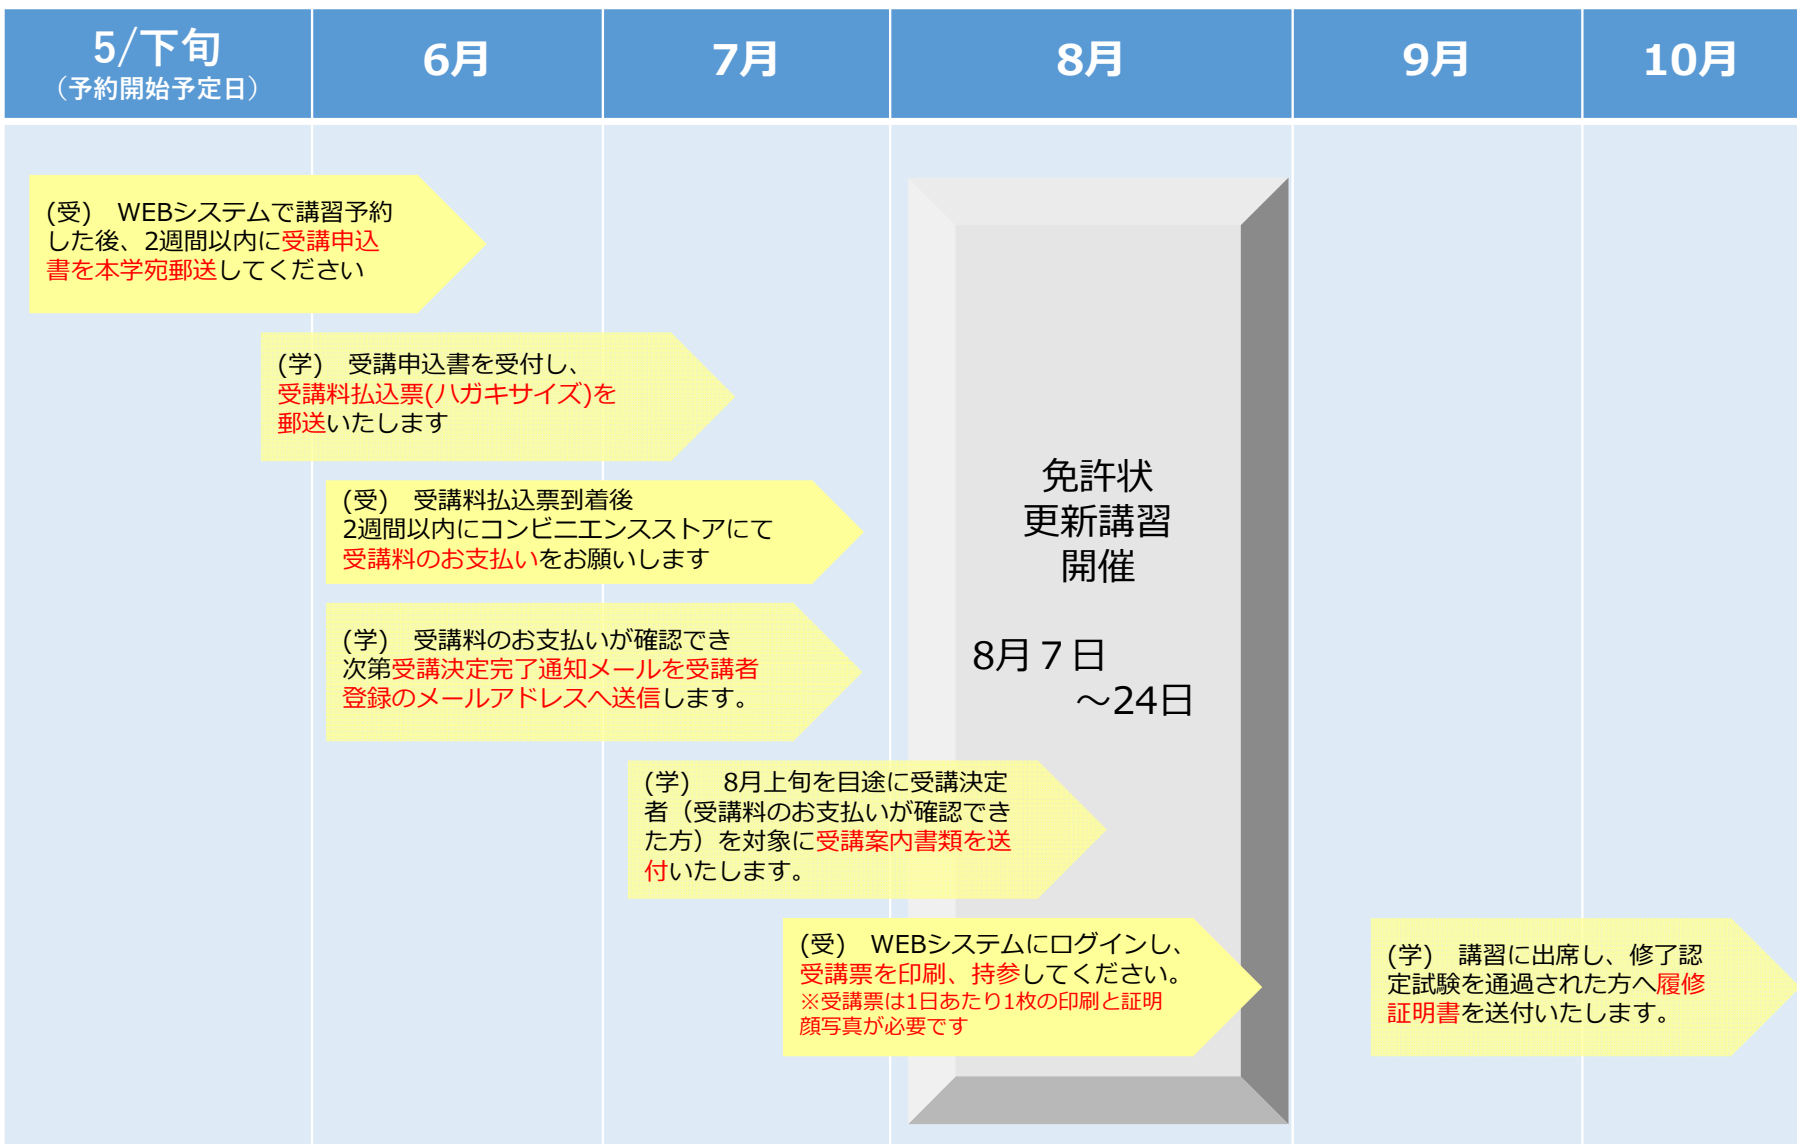 5/下旬
（予約開始予定日）
6月
7月
8月
9月
10月
(受)　WEBシステムで講習予約
した後、2週間以内に受講申込
書を本学宛郵送してください
(学)　受講申込書を受付し、
受講料払込票(ハガキサイズ)を
郵送いたします
(受)　受講料払込票到着後
2週間以内にコンビニエンスストアにて
受講料のお支払いをお願いします
(学)　受講料のお支払いが確認でき
次第受講決定完了通知メールを受講者
登録のメールアドレスへ送信します。
免許状
更新講習
開催
8月７日
～24日
(学)　8月上旬を目途に受講決定
者（受講料のお支払いが確認でき
た方）を対象に受講案内書類を送
付いたします。
(受)　WEBシステムにログインし、
受講票を印刷、持参してください。
※受講票は1日あたり1枚の印刷と証明
顔写真が必要です
(学)　講習に出席し、修了認
定試験を通過された方へ履修
証明書を送付いたします。